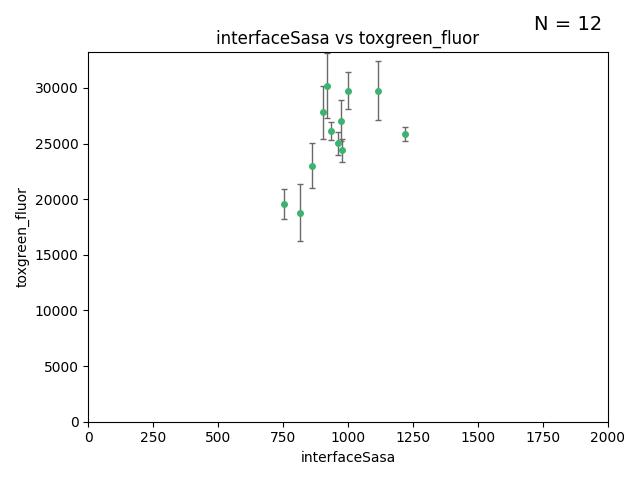 N = 12
interfaceSasa vs toxgreen_fluor
30000
25000
20000
15000
10000
5000
0
toxgreen_fluor
0 250 500 750 1000 1250 1500 1750 2000
interfaceSasa